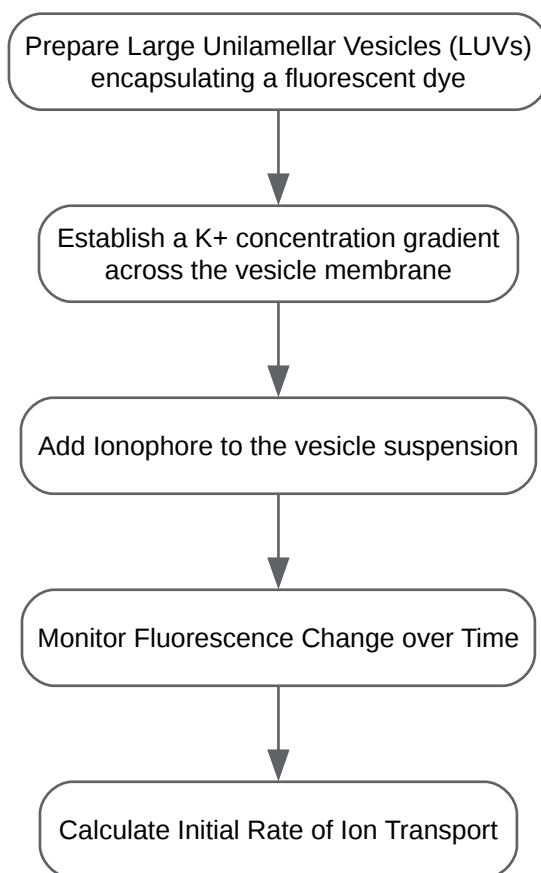 Prepare Large Unilamellar Vesicles (LUVs)
encapsulating a fluorescent dye
Establish a K+ concentration gradient
across the vesicle membrane
Add Ionophore to the vesicle suspension
Monitor Fluorescence Change over Time
Calculate Initial Rate of Ion Transport